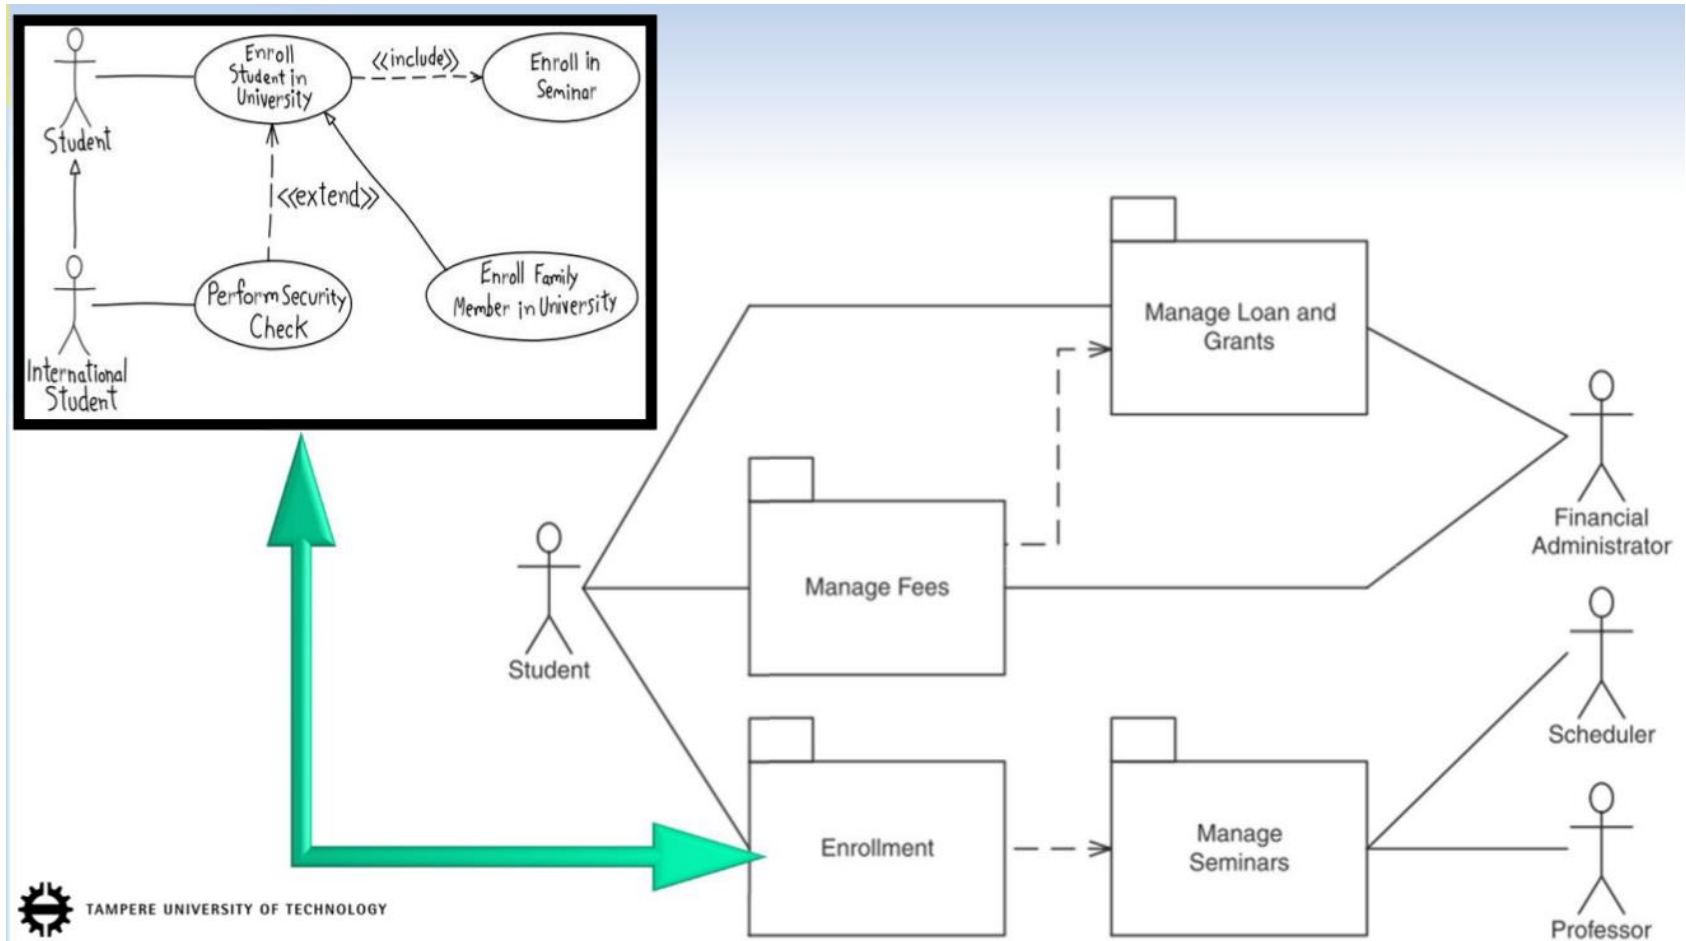 Enroll
Student in
University
<<include>>
Enroll in
Seminar
Student
<<extend>>
Perform Security
Check
Enroll Family
Member in University
International
Student
Manage Loan and
Grants
Financial
Administrator
Manage Fees
Student
Scheduler
Enrollment
Manage
Seminars
Professor
TAMPERE UNIVERSITY OF TECHNOLOGY